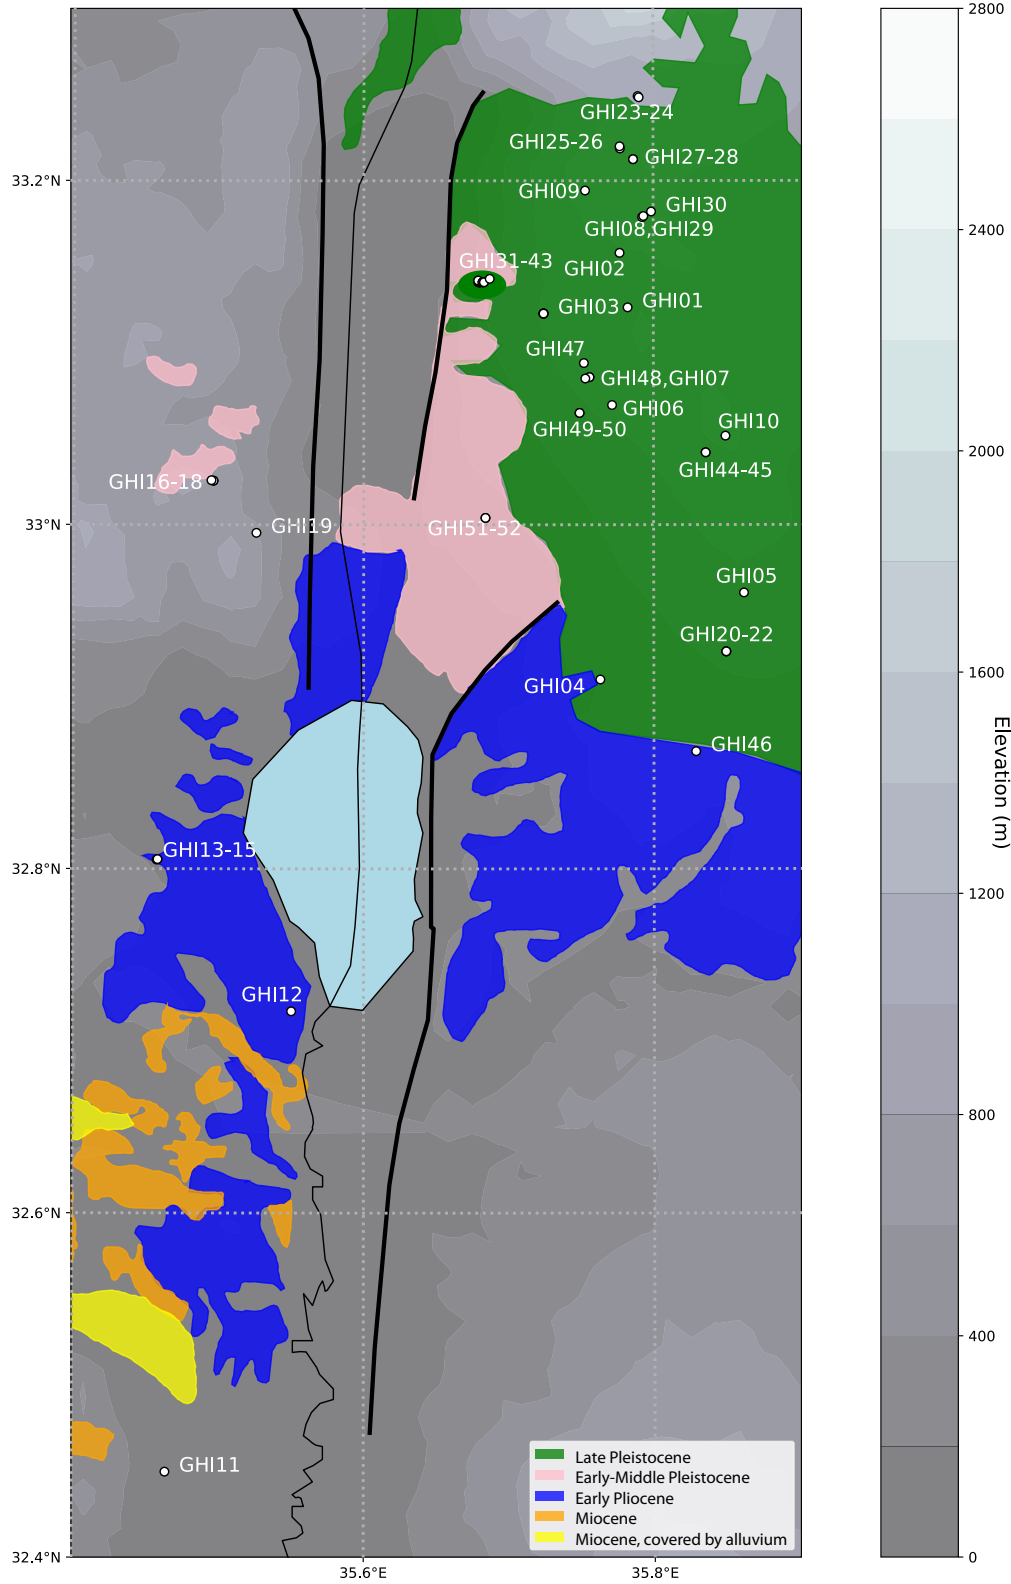 2800
GHI23-24
GHI25-26
GHI27-28
33.2°N
GHI09
GHI30
GHI08,GHI29
2400
GHI31-43
GHI02
GHI03
GHI01
GHI47
GHI48,GHI07
GHI06
GHI49-50
GHI10
2000
GHI44-45
GHI16-18
33°N
GHI19
GHI51-52
GHI05
GHI20-22
1600
GHI04
GHI46
Elevation (m)
GHI13-15
32.8°N
1200
GHI12
800
32.6°N
400
GHI11
Late Pleistocene
Early-Middle Pleistocene
Early Pliocene
Miocene
Miocene, covered by alluvium
32.4°N
0
35.6°E
35.8°E